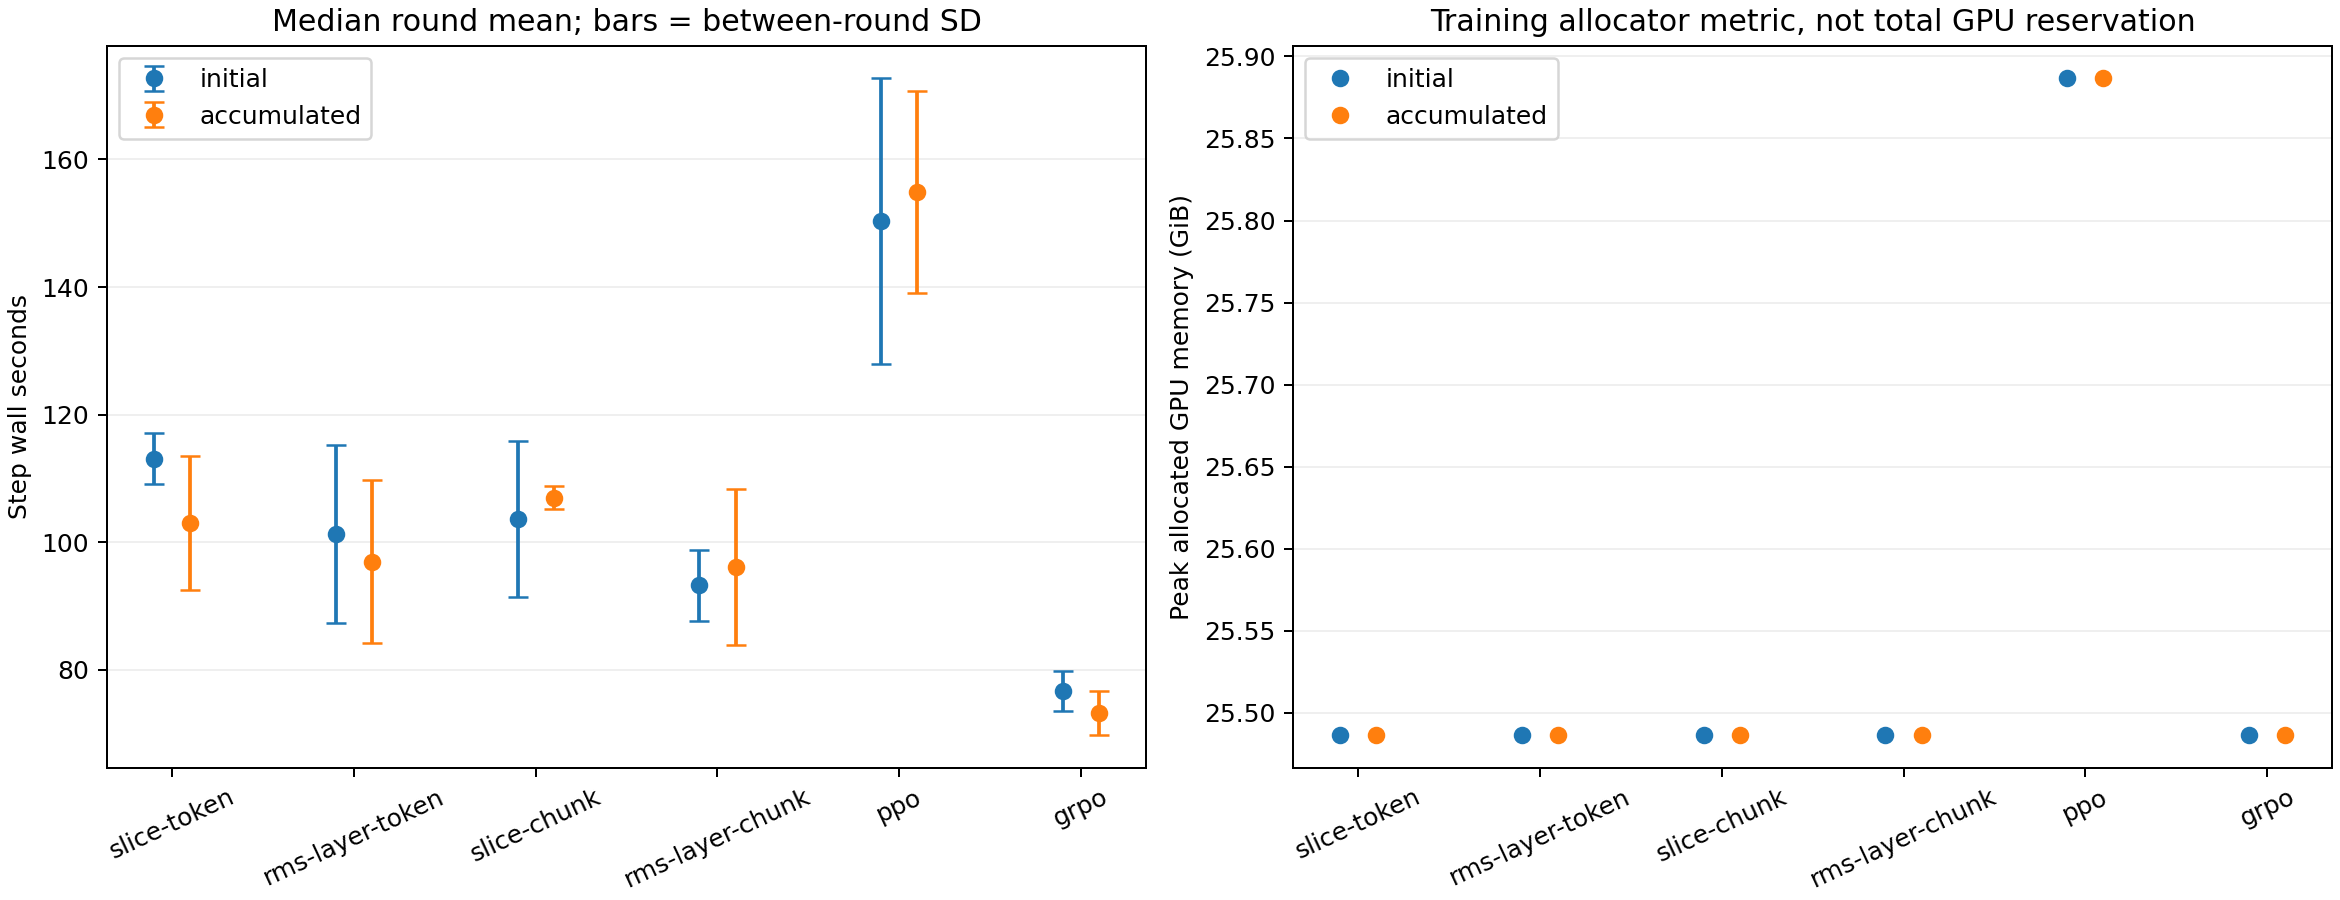 Median round mean; bars = between-round SD
initial
accumulated
Step wall seconds
160
140
120
100
80
slice-token
rms-layer-token
slice-chunk
rms-layer-chunk
ppo
grpo
Training allocator metric, not total GPU reservation
initial
accumulated
Peak allocated GPU memory (GiB)
25.90
25.85
25.80
25.75
25.70
25.65
25.60
25.55
25.50
slice-token
rms-layer-token
slice-chunk
rms-layer-chunk
ppo
grpo